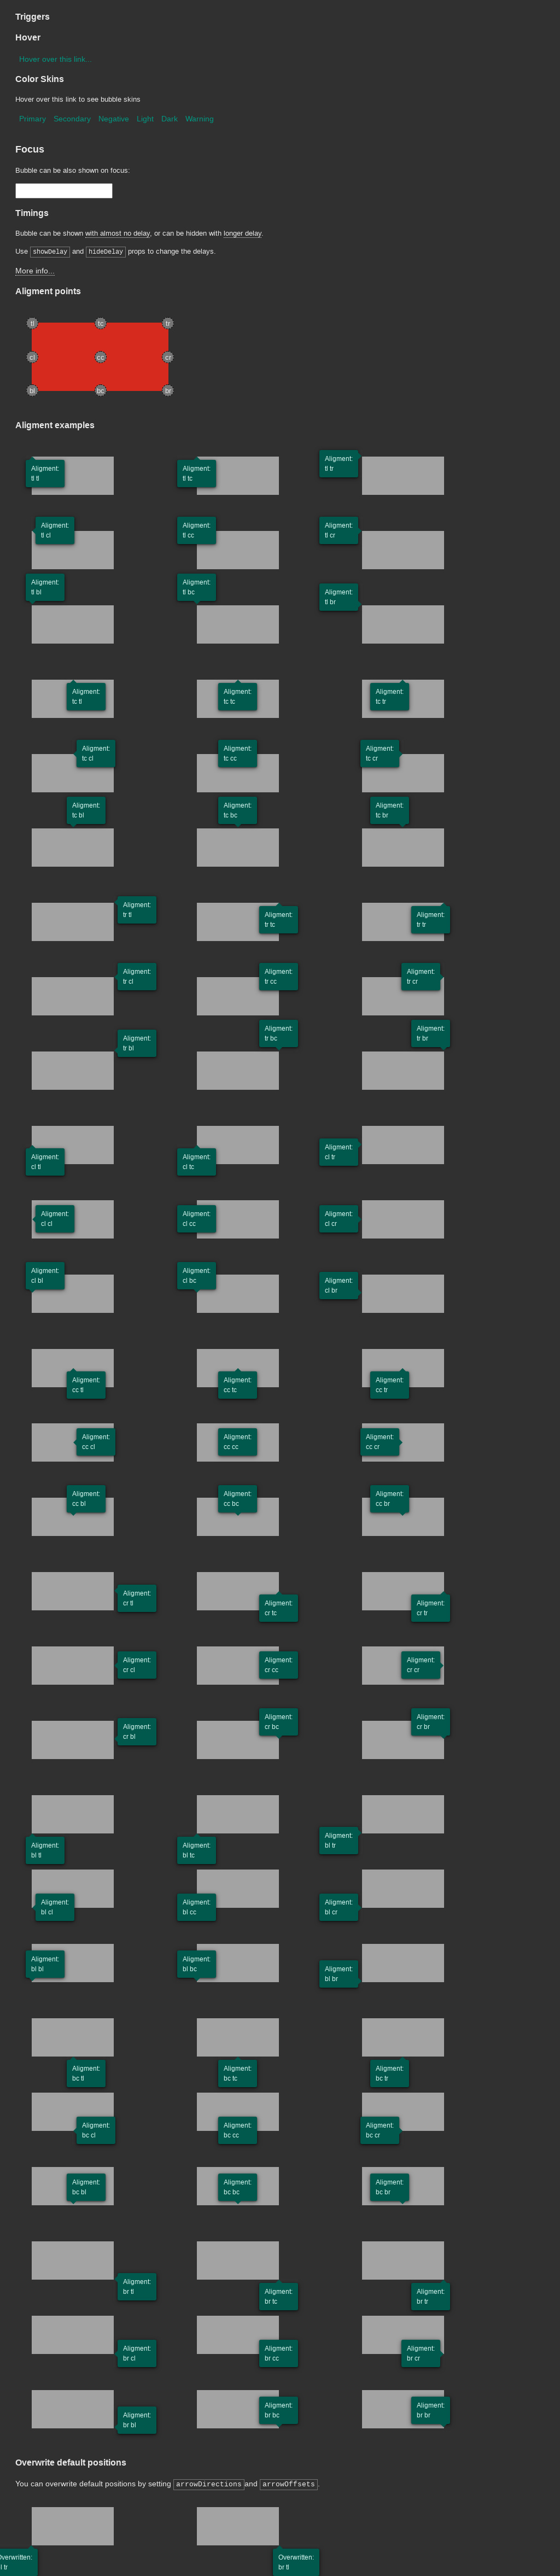 Triggers
Hover
Hover over this link...
Color Skins
Hover over this link to see bubble skins
Primary Secondary Negative Light Dark Warning
Focus
Bubble can be also shown on focus:
Timings
Bubble can be shown with almost no delay, or can be hidden with longer delay.
Use showDelay and hideDelay props to change the delays.
More info...
Aligment points
tl tc tr
cl cc cr
bl bc br
Aligment examples
Aligment: Aligment: Aligment:
tl tl tl tc tl tr
Aligment: Aligment: Aligment:
tl cl tl cc tl cr
Aligment: Aligment: Aligment:
tl bl tl bc tl br
Aligment: Aligment: Aligment:
tc tl tc tc tc tr
Aligment: Aligment: Aligment:
tc cl tc cc tc cr
Aligment: Aligment: Aligment:
tc bl tc bc tc br
Aligment: Aligment: Aligment:
tr tl tr tc tr tr
Aligment: Aligment: Aligment:
tr cl tr cc tr cr
Aligment: Aligment: Aligment:
tr bl tr bc tr br
Aligment: Aligment: Aligment:
cl tl cl tc cl tr
Aligment: Aligment: Aligment:
cl cl cl cc cl cr
Aligment: Aligment: Aligment:
cl bl cl bc cl br
Aligment: Aligment: Aligment:
cc tl cc tc cc tr
Aligment: Aligment: Aligment:
cc cl cc cc cc cr
Aligment: Aligment: Aligment:
cc bl cc bc cc br
Aligment: Aligment: Aligment:
cr tl cr tc cr tr
Aligment: Aligment: Aligment:
cr cl cr cc cr cr
Aligment: Aligment: Aligment:
cr bl cr bc cr br
Aligment: Aligment: Aligment:
bl tl bl tc bl tr
Aligment: Aligment: Aligment:
bl cl bl cc bl cr
Aligment: Aligment: Aligment:
bl bl bl bc bl br
Aligment: Aligment: Aligment:
bc tl bc tc bc tr
Aligment: Aligment: Aligment:
bc cl bc cc bc cr
Aligment: Aligment: Aligment:
bc bl bc bc bc br
Aligment: Aligment: Aligment:
br tl br tc br tr
Aligment: Aligment: Aligment:
br cl br cc br cr
Aligment: Aligment: Aligment:
br bl br bc br br
Overwrite default positions
You can overwrite default positions by setting arrowDirections and arrowOffsets.
Overwritten: Overwritten:
l tr br tl